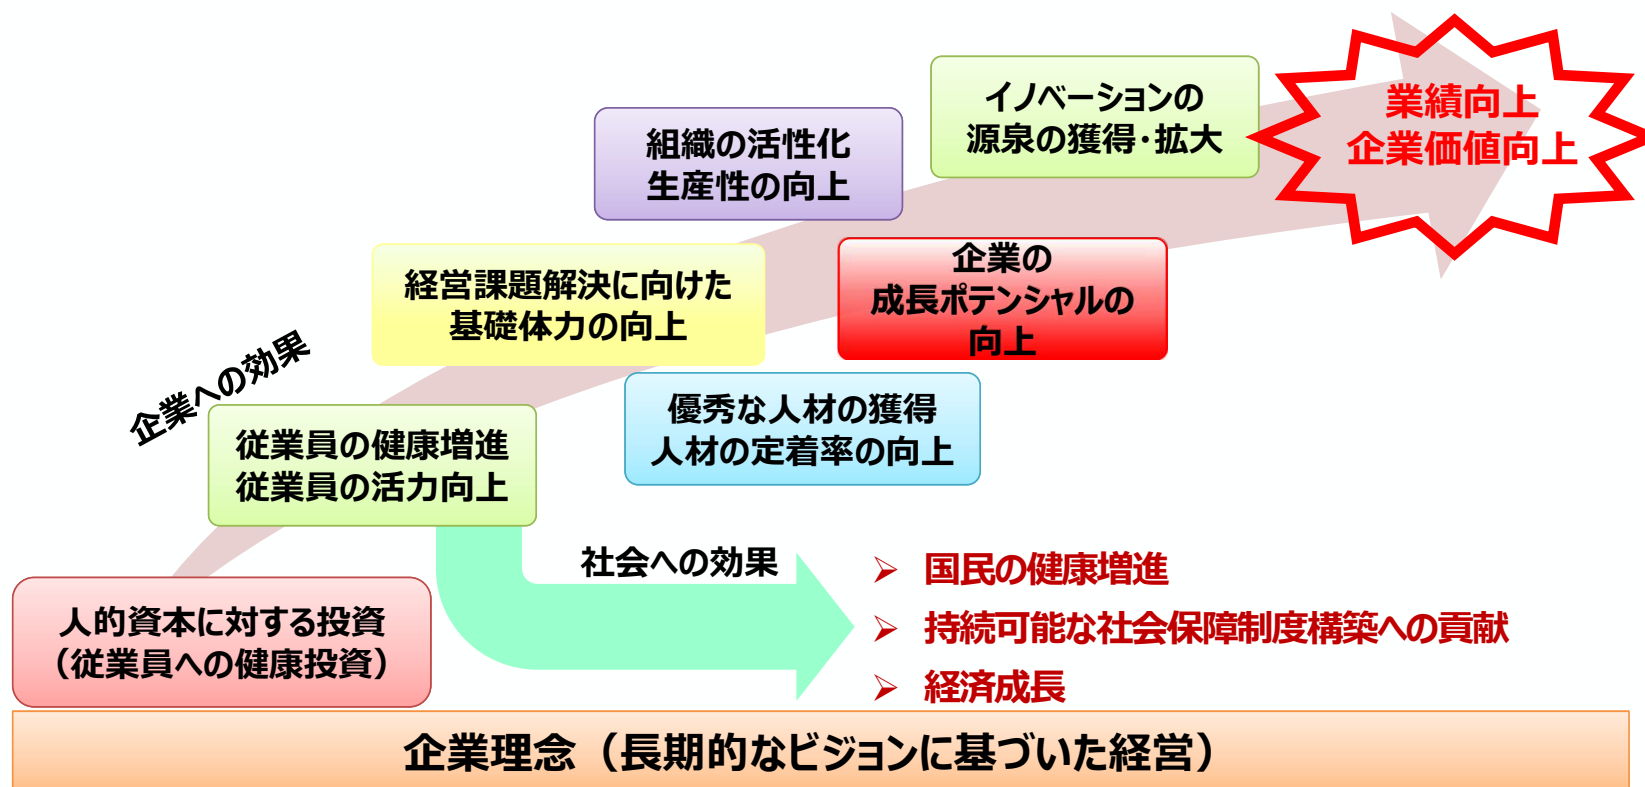 イノベーションの
源泉の獲得・拡大
業績向上
企業価値向上
組織の活性化
生産性の向上
経営課題解決に向けた
基礎体力の向上
企業の
成長ポテンシャルの
向上
企業への効果
従業員の健康増進
従業員の活力向上
優秀な人材の獲得
人材の定着率の向上
社会への効果
➢ 国民の健康増進
➢ 持続可能な社会保障制度構築への貢献
➢ 経済成長
人的資本に対する投資
（従業員への健康投資）
企業理念（長期的なビジョンに基づいた経営）